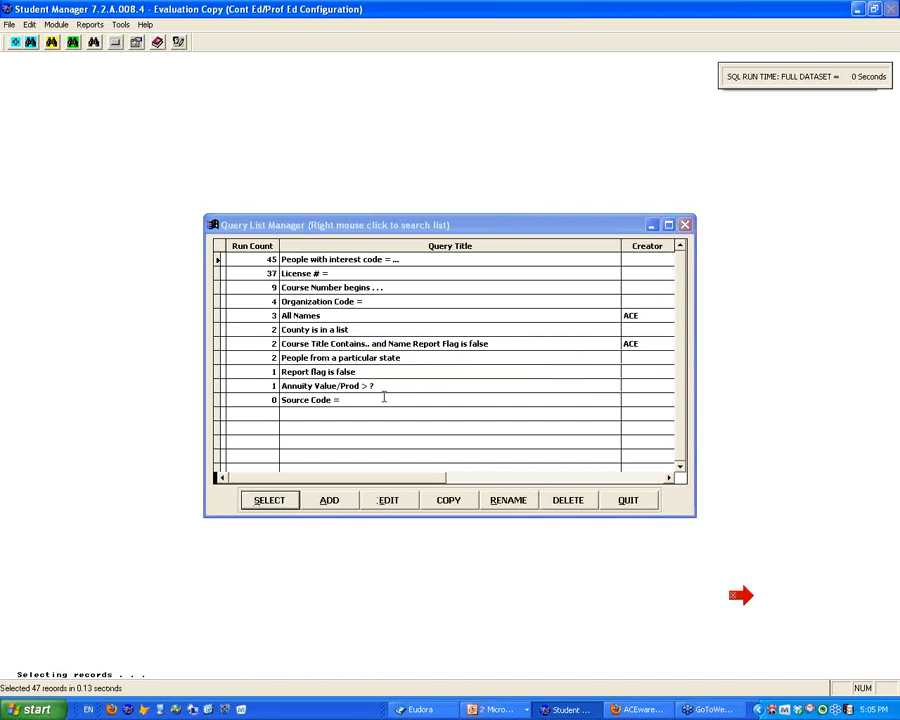 Student Manager 7.2.A.008.4 - Evaluation Copy (Cont Ed/Prof Ed Configuration)
File Edit Module Reports Tools Help
SQL RUN TIME: FULL DATASET = 0 Seconds
Query List Manager (Right mouse click to search list)
Run Count Query Title Creator
45 People with interest code = ...
37 License # =
9 Course Number begins . . .
4 Organization Code =
3 All Names ACE
2 County is in a list
2 Course Title Contains.. and Name Report Flag is false ACE
2 People from a particular state
1 Report flag is false
1 Annuity Value/Prod > ?
0 Source Code =
SELECT ADD EDIT COPY RENAME DELETE QUIT
Selecting records . . .
Selected 47 records in 0.13 seconds NUM
start EN Eudora 2 Micro... Student ... ACEware... GoToWe... 5:05 PM